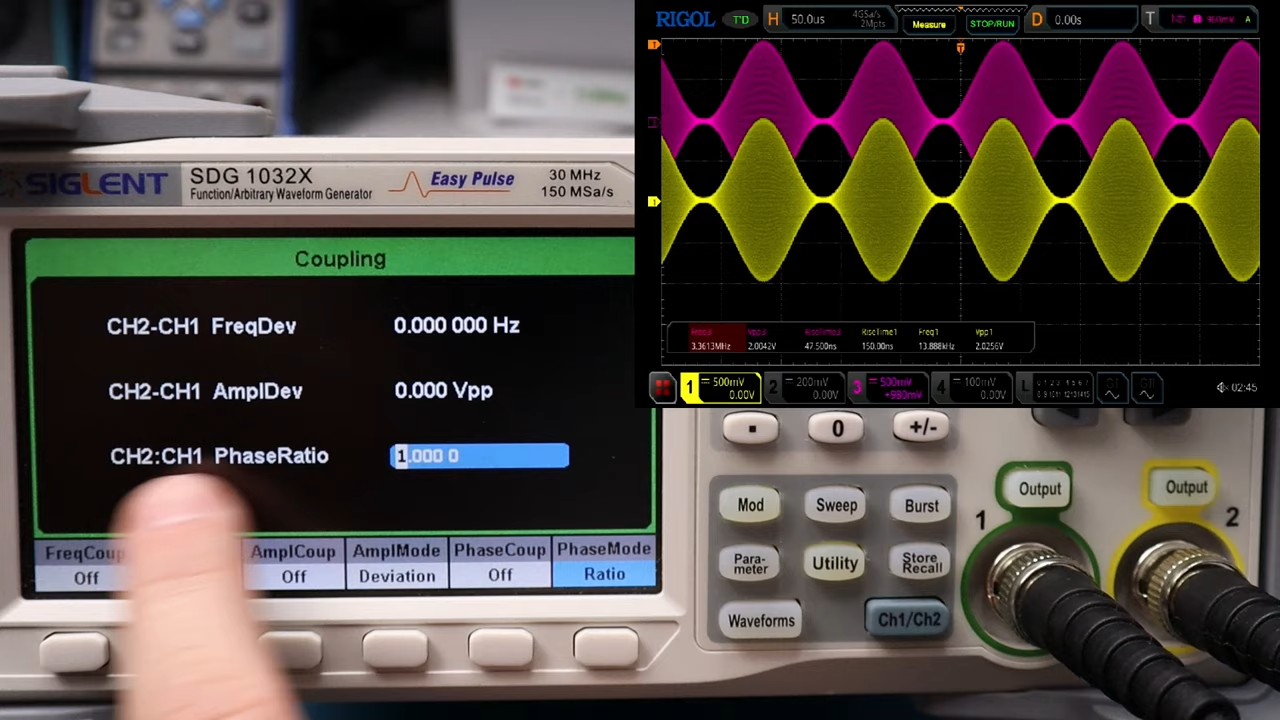 RIGOL T'D H 50.0us 4GSa/s 2Mpts Measure STOP/RUN D 0.00s T A
SIGLENT SDG 1032X
Function/Arbitrary Waveform Generator
Easy Pulse
30 MHz
150 MSa/s
Coupling
CH2-CH1 FreqDev 0.000 000 Hz
CH2-CH1 AmplDev 0.000 Vpp
CH2:CH1 PhaseRatio 1.000 0
FreqCoup AmplCoup AmplMode PhaseCoup PhaseMode
Off Off Deviation Off Ratio
RiseTime1 Freq1 Vpp1
3.3613MHz 2.0042V 47.500ns 150.00ns 13.888kHz 2.0256V
1 500mV 0.00V 2 200mV 0.00V 3 500mV +980mV 4 100mV 0.00V L 02:45
0 +/-
Mod Sweep Burst
Para-meter Utility Store Recall
Waveforms Ch1/Ch2
Output 1
Output 2